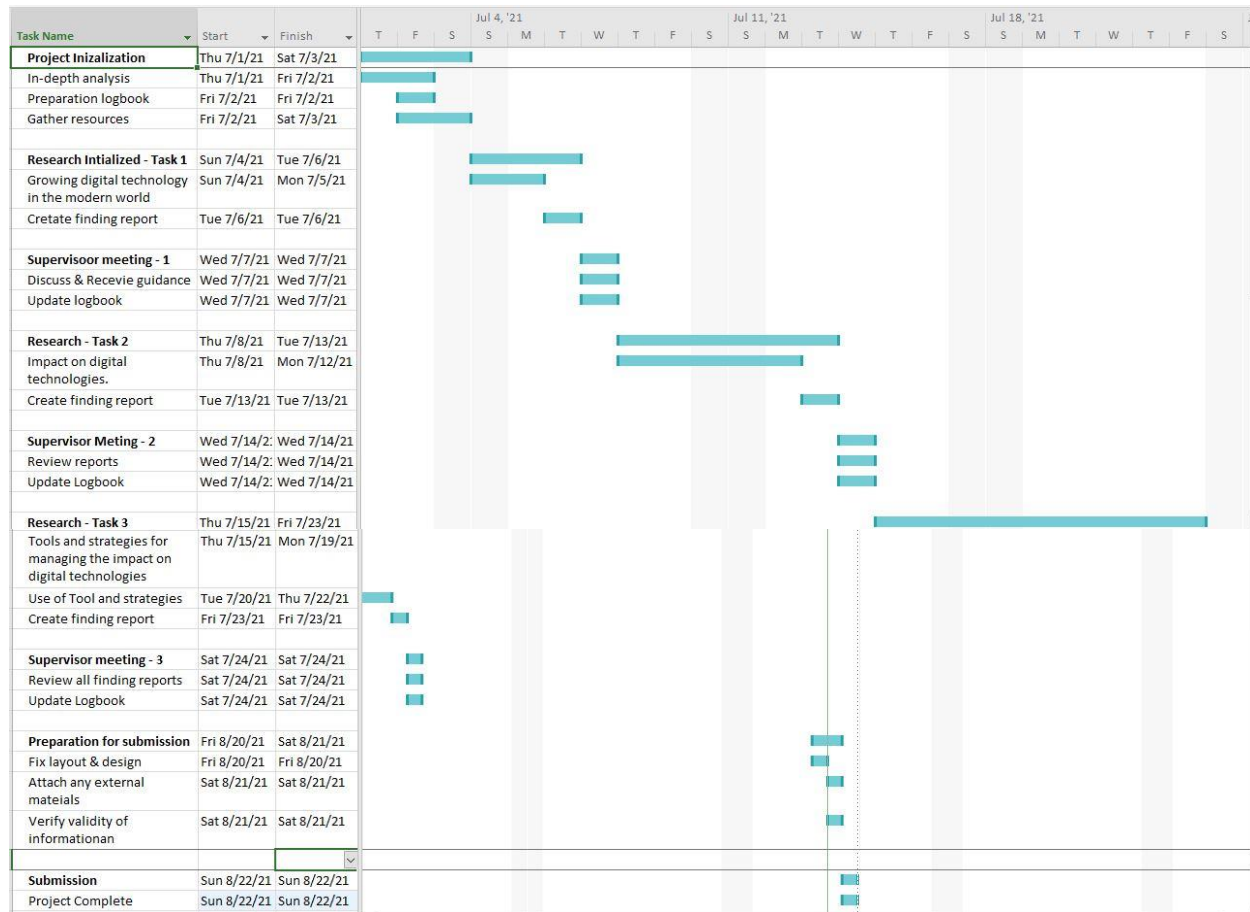 Jul 4, '21 Jul 11, '21 Jul 18, '21
Task Name Start Finish T F S S M T W T F S S M T W T F S S M T W T F S
Project Inizalization Thu 7/1/21 Sat 7/3/21
In-depth analysis Thu 7/1/21 Fri 7/2/21
Preparation logbook Fri 7/2/21 Fri 7/2/21
Gather resources Fri 7/2/21 Sat 7/3/21
Research Intialized - Task 1 Sun 7/4/21 Tue 7/6/21
Growing digital technology Sun 7/4/21 Mon 7/5/21
in the modern world
Cretate finding report Tue 7/6/21 Tue 7/6/21
Supervisoor meeting - 1 Wed 7/7/21 Wed 7/7/21
Discuss & Recevie guidance Wed 7/7/21 Wed 7/7/21
Update logbook Wed 7/7/21 Wed 7/7/21
Research - Task 2 Thu 7/8/21 Tue 7/13/21
Impact on digital Thu 7/8/21 Mon 7/12/21
technologies.
Create finding report Tue 7/13/21 Tue 7/13/21
Supervisor Meting - 2 Wed 7/14/2 Wed 7/14/21
Review reports Wed 7/14/2 Wed 7/14/21
Update Logbook Wed 7/14/2 Wed 7/14/21
Research - Task 3 Thu 7/15/21 Fri 7/23/21
Tools and strategies for Thu 7/15/21 Mon 7/19/21
managing the impact on
digital technologies
Use of Tool and strategies Tue 7/20/21 Thu 7/22/21
Create finding report Fri 7/23/21 Fri 7/23/21
Supervisor meeting - 3 Sat 7/24/21 Sat 7/24/21
Review all finding reports Sat 7/24/21 Sat 7/24/21
Update Logbook Sat 7/24/21 Sat 7/24/21
Preparation for submission Fri 8/20/21 Sat 8/21/21
Fix layout & design Fri 8/20/21 Fri 8/20/21
Attach any external Sat 8/21/21 Sat 8/21/21
mateials
Verify validity of Sat 8/21/21 Sat 8/21/21
informationan
Submission Sun 8/22/21 Sun 8/22/21
Project Complete Sun 8/22/21 Sun 8/22/21